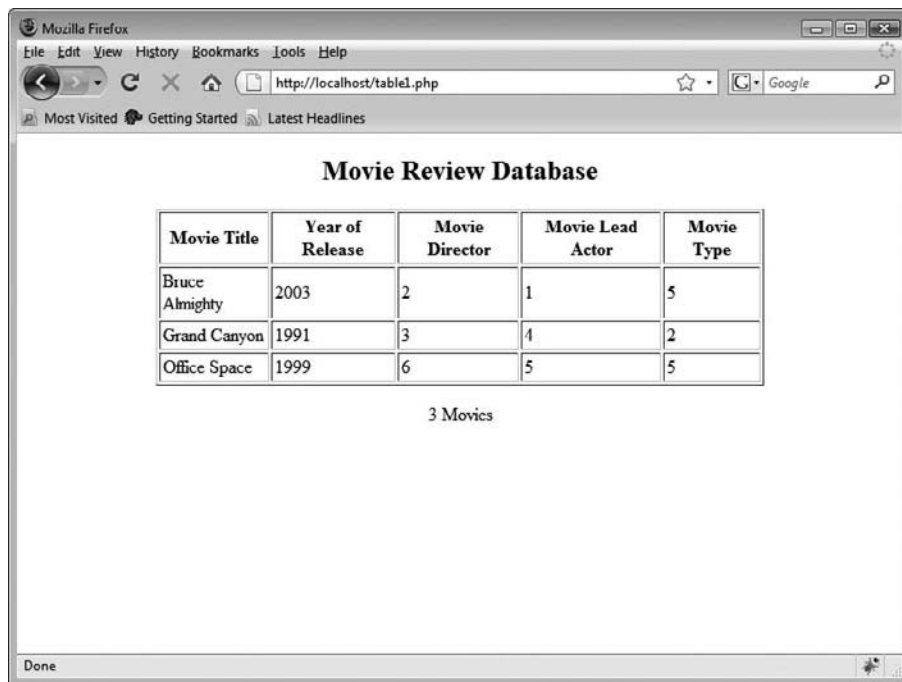 Mozilla Firefox
File Edit View History Bookmarks Tools Help
http://localhost/table1.php
G Google
Most Visited Getting Started Latest Headlines
Movie Review Database
Movie Title Year of Release Movie Director Movie Lead Actor Movie Type
Bruce Almighty 2003 2 1 5
Grand Canyon 1991 3 4 2
Office Space 1999 6 5 5
3 Movies
Done